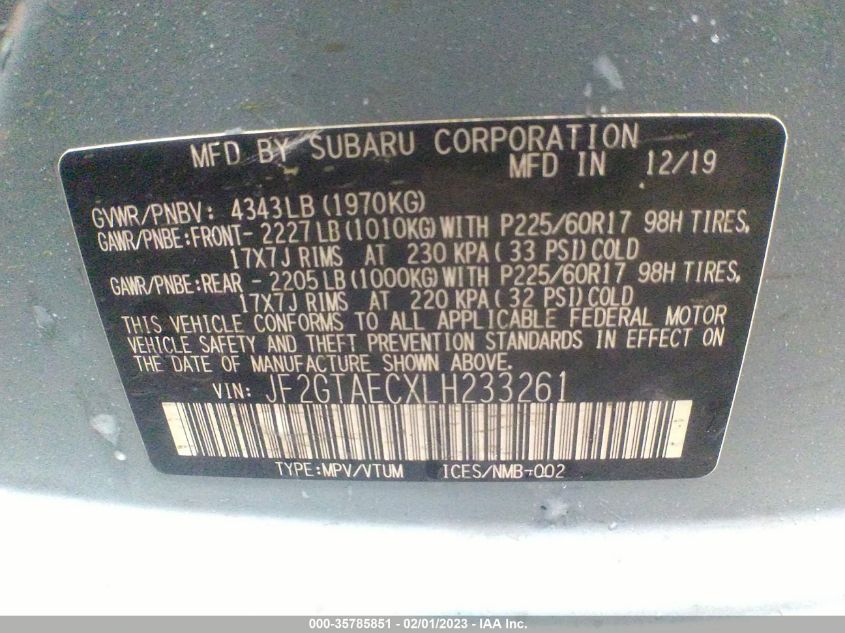 MFD BY SUBARU CORPORATION
MFD IN 12/19
GVWR/PNBV: 4343LB (1970KG)
GAWR/PNBE:FRONT- 2227LB (1010KG) WITH P225/60R17 98H TIRES,
17X7J RIMS AT 230 KPA ( 33 PSI) COLD
GAWR/PNBE:REAR - 2205LB (1000KG) WITH P225/60R17 98H TIRES,
17X7J RIMS AT 220 KPA ( 32 PSI) COLD
THIS VEHICLE CONFORMS TO ALL APPLICABLE FEDERAL MOTOR
VEHICLE SAFETY AND THEFT PREVENTION STANDARDS IN EFFECT ON
THE DATE OF MANUFACTURE SHOWN ABOVE.
VIN: JF2GTAECXLH233261
TYPE:MPV/VTUM ICES/NMB-002
000-35785851 - 02/01/2023 - IAA Inc.